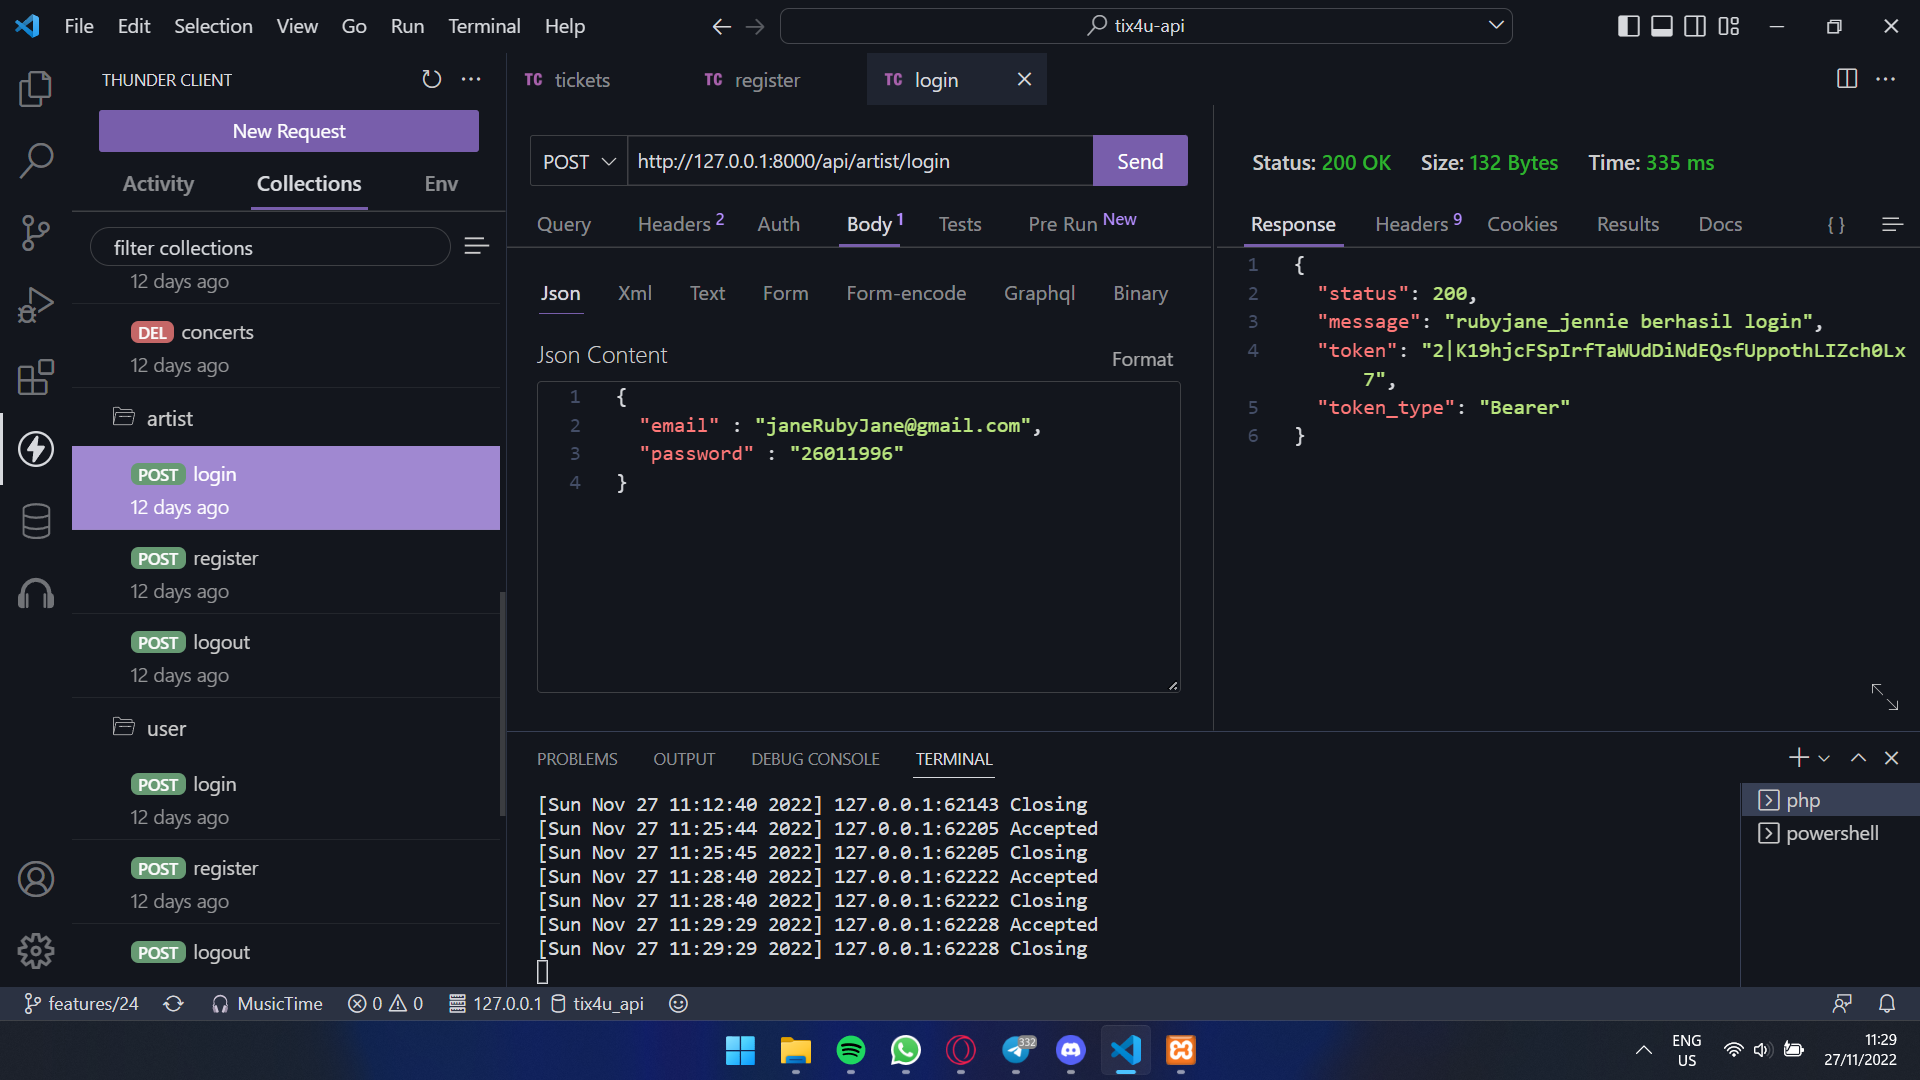 File Edit Selection View Go Run Terminal Help
tix4u-api
THUNDER CLIENT
New Request
Activity Collections Env
filter collections
12 days ago
DEL concerts
12 days ago
artist
POST login
12 days ago
POST register
12 days ago
POST logout
12 days ago
user
POST login
12 days ago
POST register
12 days ago
POST logout
TC tickets TC register TC login
POST http://127.0.0.1:8000/api/artist/login Send
Query Headers 2 Auth Body 1 Tests Pre Run New
Json Xml Text Form Form-encode Graphql Binary
Json Content Format
1 {
2 "email" : "janeRubyJane@gmail.com",
3 "password" : "26011996"
4 }
Status: 200 OK Size: 132 Bytes Time: 335 ms
Response Headers 9 Cookies Results Docs { }
1 {
2 "status": 200,
3 "message": "rubyjane_jennie berhasil login",
4 "token": "2|K19hjcFSpIrfTaWUdDiNdEQsfUppothLIZch0Lx
7",
5 "token_type": "Bearer"
6 }
PROBLEMS OUTPUT DEBUG CONSOLE TERMINAL
[Sun Nov 27 11:12:40 2022] 127.0.0.1:62143 Closing
[Sun Nov 27 11:25:44 2022] 127.0.0.1:62205 Accepted
[Sun Nov 27 11:25:45 2022] 127.0.0.1:62205 Closing
[Sun Nov 27 11:28:40 2022] 127.0.0.1:62222 Accepted
[Sun Nov 27 11:28:40 2022] 127.0.0.1:62222 Closing
[Sun Nov 27 11:29:29 2022] 127.0.0.1:62228 Accepted
[Sun Nov 27 11:29:29 2022] 127.0.0.1:62228 Closing
php
powershell
features/24 MusicTime 0 0 127.0.0.1 tix4u_api
332
ENG
US
11:29
27/11/2022